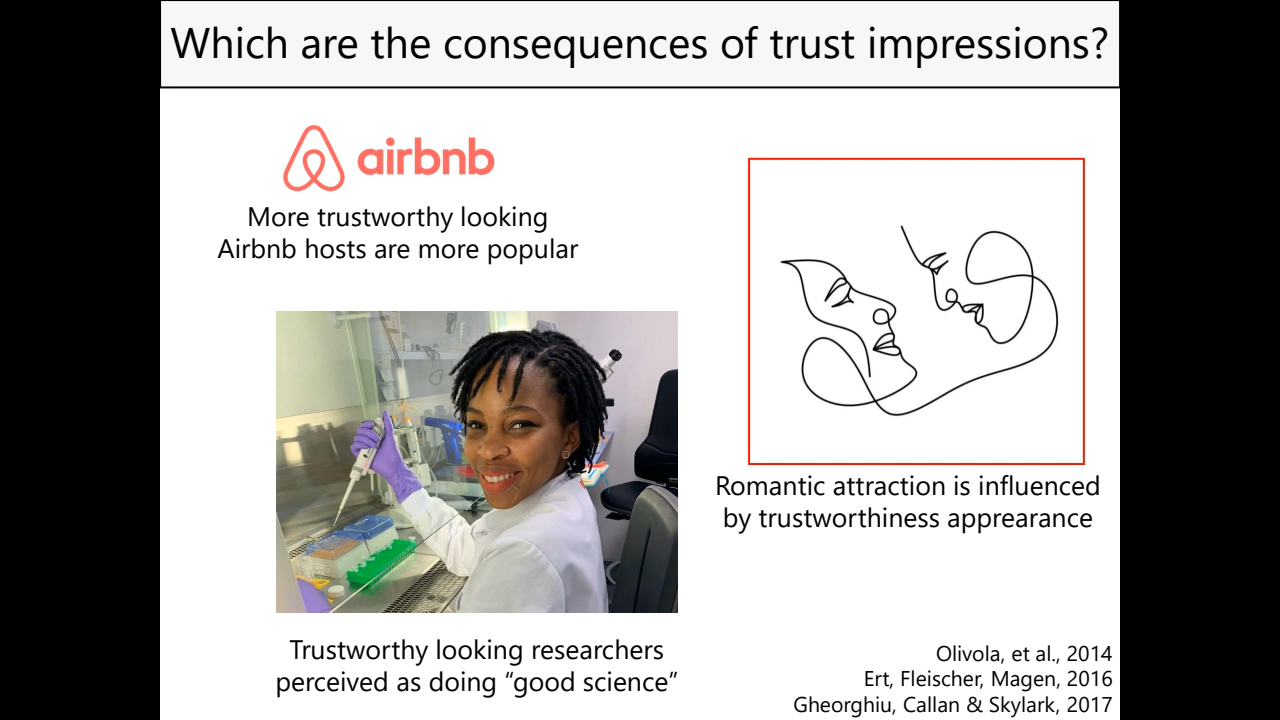 Which are the consequences of trust impressions?
airbnb
More trustworthy looking
Airbnb hosts are more popular
Romantic attraction is influenced
by trustworthiness apprearance
Trustworthy looking researchers
perceived as doing “good science”
Olivola, et al., 2014
Ert, Fleischer, Magen, 2016
Gheorghiu, Callan & Skylark, 2017